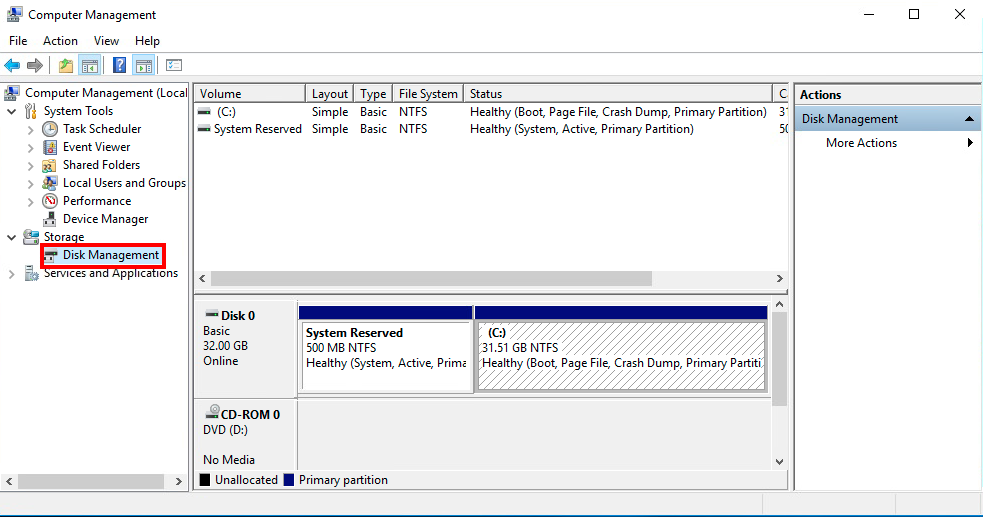 Computer Management
File Action View Help
Computer Management (Local
System Tools
Task Scheduler
Event Viewer
Shared Folders
Local Users and Groups
Performance
Device Manager
Storage
Disk Management
Services and Applications
Volume Layout Type File System Status C
(C:) Simple Basic NTFS Healthy (Boot, Page File, Crash Dump, Primary Partition) 31
System Reserved Simple Basic NTFS Healthy (System, Active, Primary Partition) 50
Disk 0
Basic
32.00 GB
Online
System Reserved
500 MB NTFS
Healthy (System, Active, Prima
(C:)
31.51 GB NTFS
Healthy (Boot, Page File, Crash Dump, Primary Partiti
CD-ROM 0
DVD (D:)
No Media
Unallocated Primary partition
Actions
Disk Management
More Actions